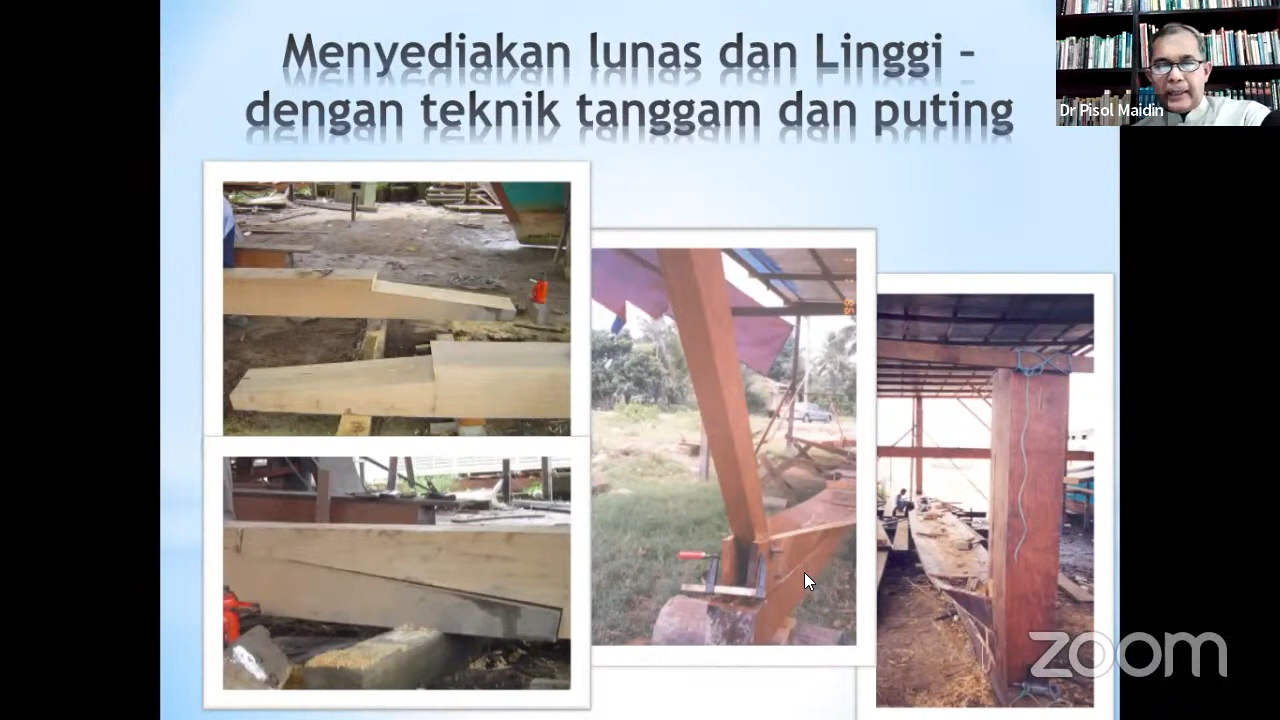 Menyediakan lunas dan Linggi -
dengan teknik tanggam dan puting
Dr Pisol Maidin
zoom